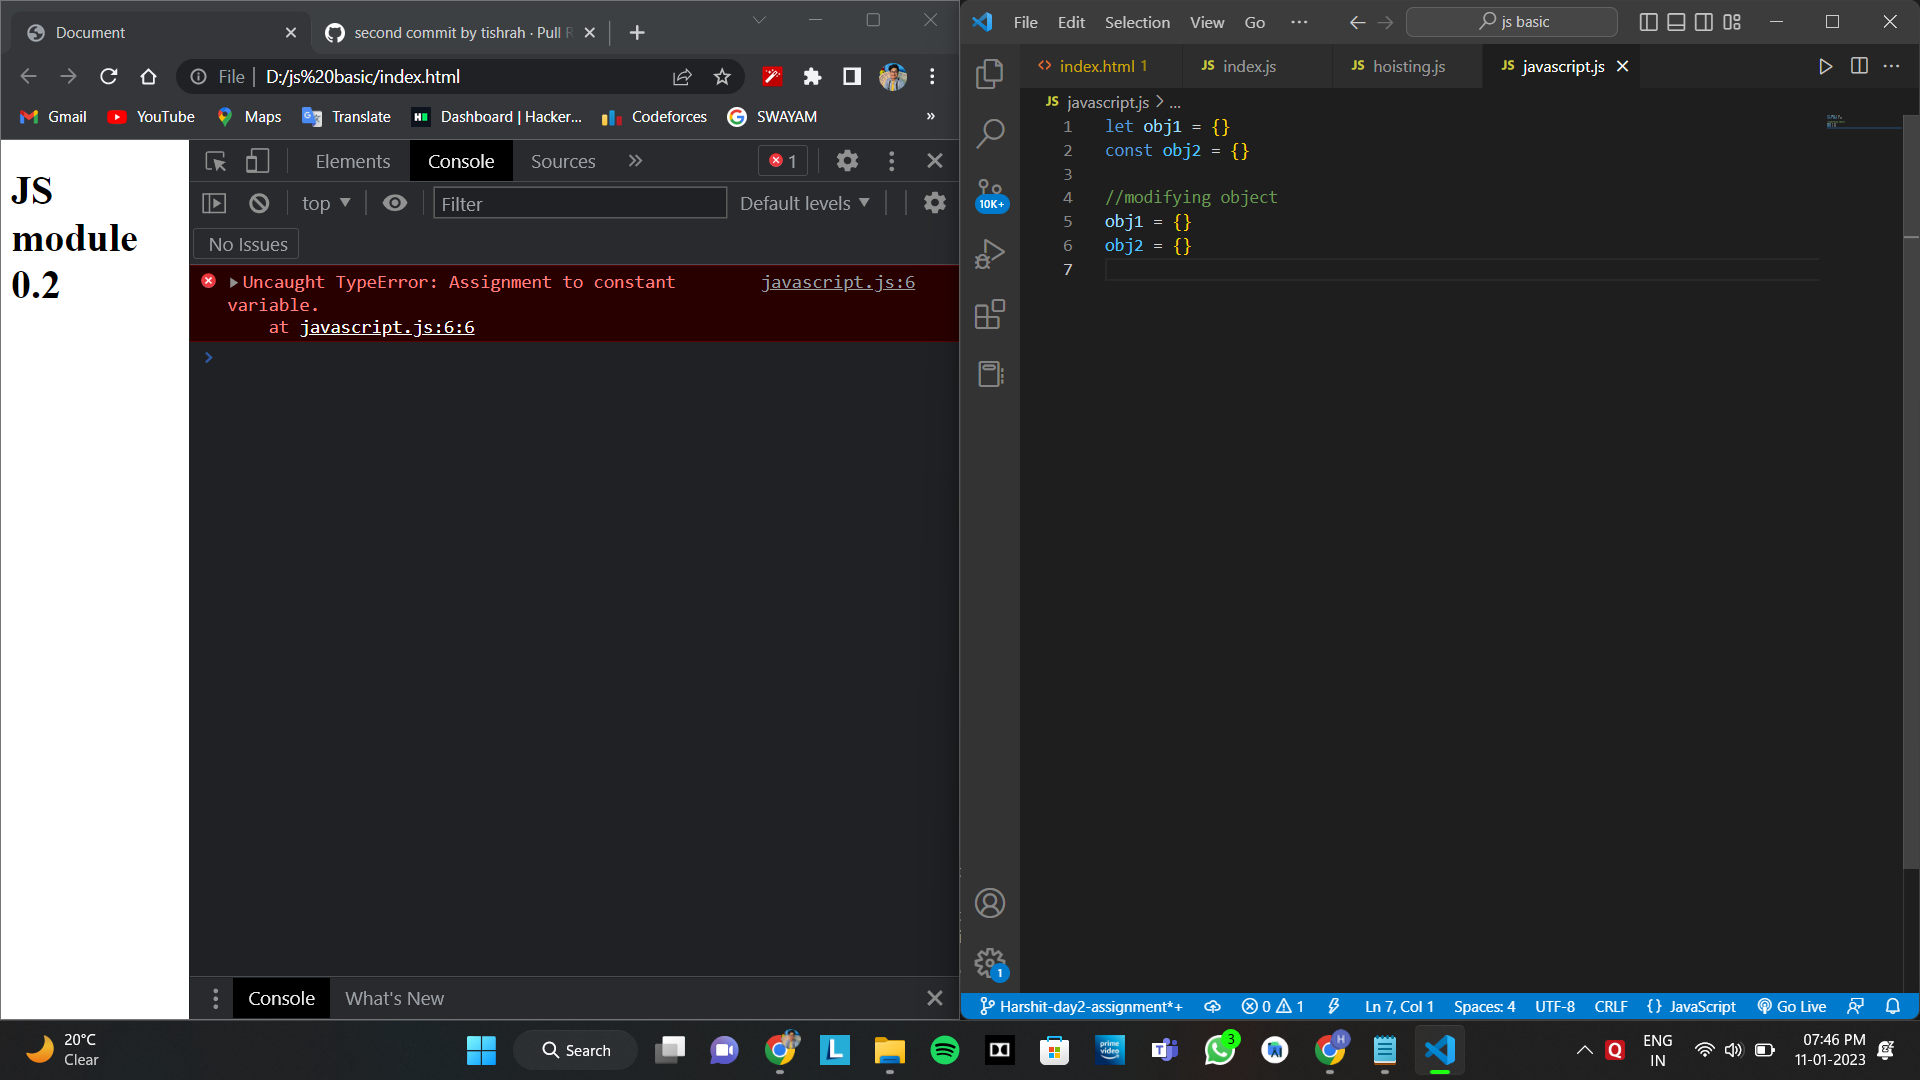 Document
second commit by tishrah · Pull R
File
D:/js%20basic/index.html
Gmail
YouTube
Maps
Translate
Dashboard | Hacker...
Codeforces
SWAYAM
»
JS
module
0.2
Elements
Console
Sources
1
top
Filter
Default levels
No Issues
Uncaught TypeError: Assignment to constant
variable.
at javascript.js:6:6
javascript.js:6
Console
What's New
File
Edit
Selection
View
Go
···
js basic
index.html 1
JS index.js
JS hoisting.js
JS javascript.js
JS javascript.js > ...
10K+
1
1 let obj1 = {}
2 const obj2 = {}
3
4 //modifying object
5 obj1 = {}
6 obj2 = {}
7
Harshit-day2-assignment*+
0
1
Ln 7, Col 1
Spaces: 4
UTF-8
CRLF
{ } JavaScript
Go Live
20°C
Clear
Search
L
prime video
3
H
Q
ENG
IN
07:46 PM
11-01-2023